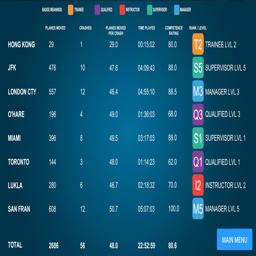 BADGE MEANINGS: TRAINEE QUALIFIED INSTRUCTOR SUPERVISOR MANAGER
PLANES MOVED CRASHES PLANES MOVED PER CRASH TIME PLAYED COMPETENCE RATING RANK / LEVEL
HONG KONG 29 1 29.0 00:15:02 80.0 T2 TRAINEE LVL 2
JFK 476 10 47.6 04:09:43 88.0 S5 SUPERVISOR LVL 5
LONDON CTY 557 12 46.4 04:55:10 88.5 M3 MANAGER LVL 3
O'HARE 196 4 49.0 01:36:03 68.0 Q3 QUALIFIED LVL 3
MIAMI 396 8 49.5 03:17:03 88.0 S1 SUPERVISOR LVL 1
TORONTO 144 3 48.0 01:14:23 62.0 Q1 QUALIFIED LVL 1
LUKLA 280 6 46.7 02:18:32 70.0 I2 INSTRUCTOR LVL 2
SAN FRAN 608 12 50.7 05:07:03 100.0 M5 MANAGER LVL 5
TOTAL 2686 56 48.0 22:52:59 80.6
MAIN MENU